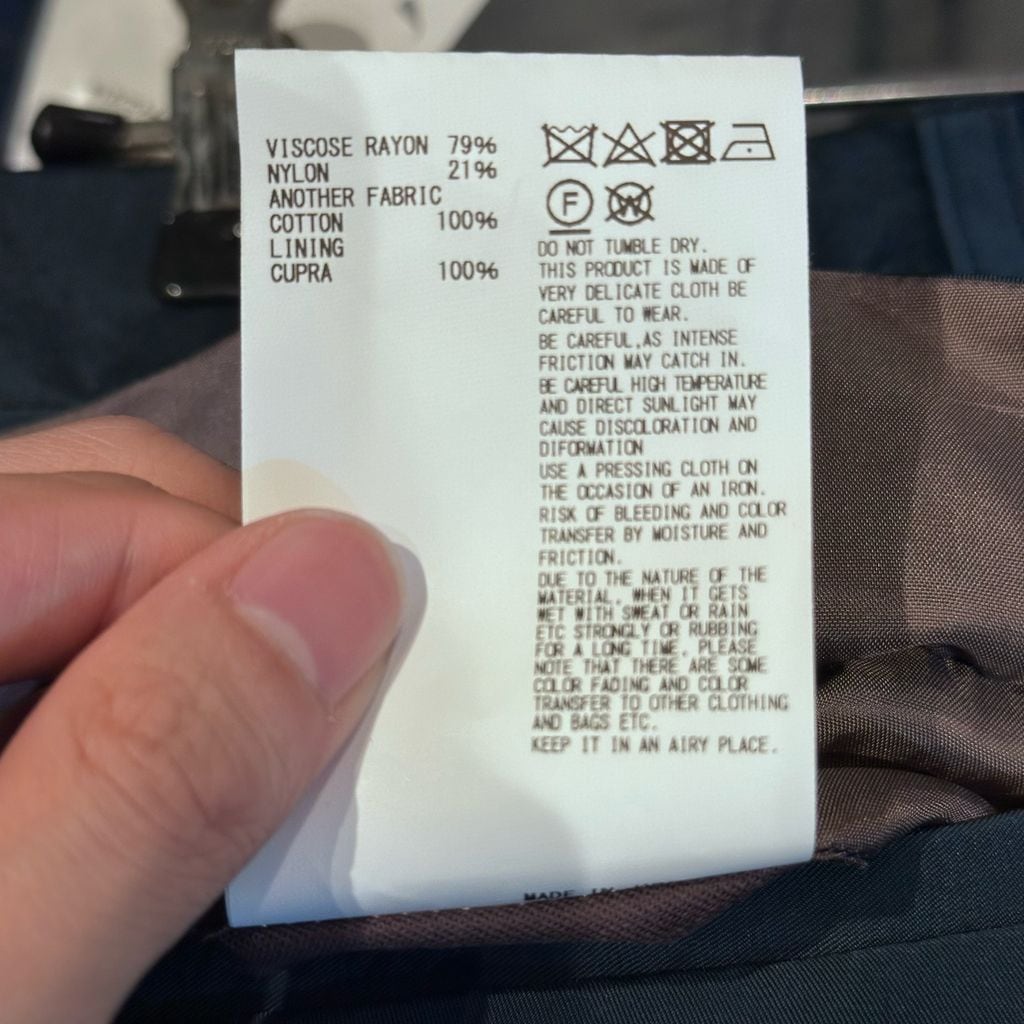 VISCOSE RAYON 79%
NYLON 21%
ANOTHER FABRIC
COTTON 100%
LINING
CUPRA 100%
F
W
DO NOT TUMBLE DRY.
THIS PRODUCT IS MADE OF
VERY DELICATE CLOTH BE
CAREFUL TO WEAR.
BE CAREFUL,AS INTENSE
FRICTION MAY CATCH IN.
BE CAREFUL HIGH TEMPERATURE
AND DIRECT SUNLIGHT MAY
CAUSE DISCOLORATION AND
DIFORMATION
USE A PRESSING CLOTH ON
THE OCCASION OF AN IRON.
RISK OF BLEEDING AND COLOR
TRANSFER BY MOISTURE AND
FRICTION.
DUE TO THE NATURE OF THE
MATERIAL, WHEN IT GETS
WET WITH SWEAT OR RAIN
ETC STRONGLY OR RUBBING
FOR A LONG TIME, PLEASE
NOTE THAT THERE ARE SOME
COLOR FADING AND COLOR
TRANSFER TO OTHER CLOTHING
AND BAGS ETC.
KEEP IT IN AN AIRY PLACE.
MADE IN